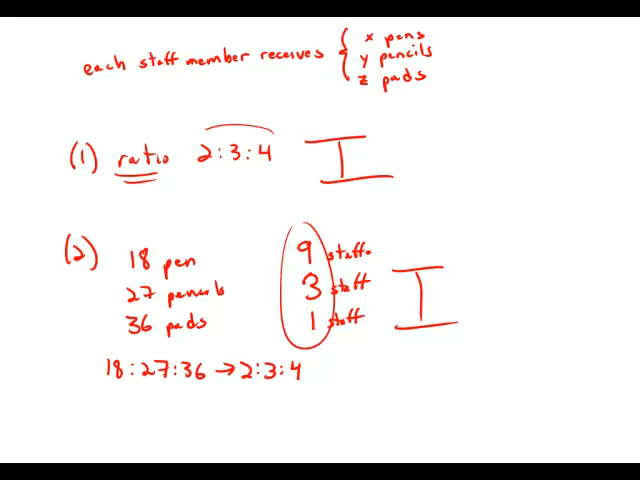 each staff member receives { x pens
y pencils
z pads
(1) ratio 2:3:4 I
(2) 18 pen 9 staff
27 pencils 3 staff I
36 pads 1 staff
18:27:36 → 2:3:4